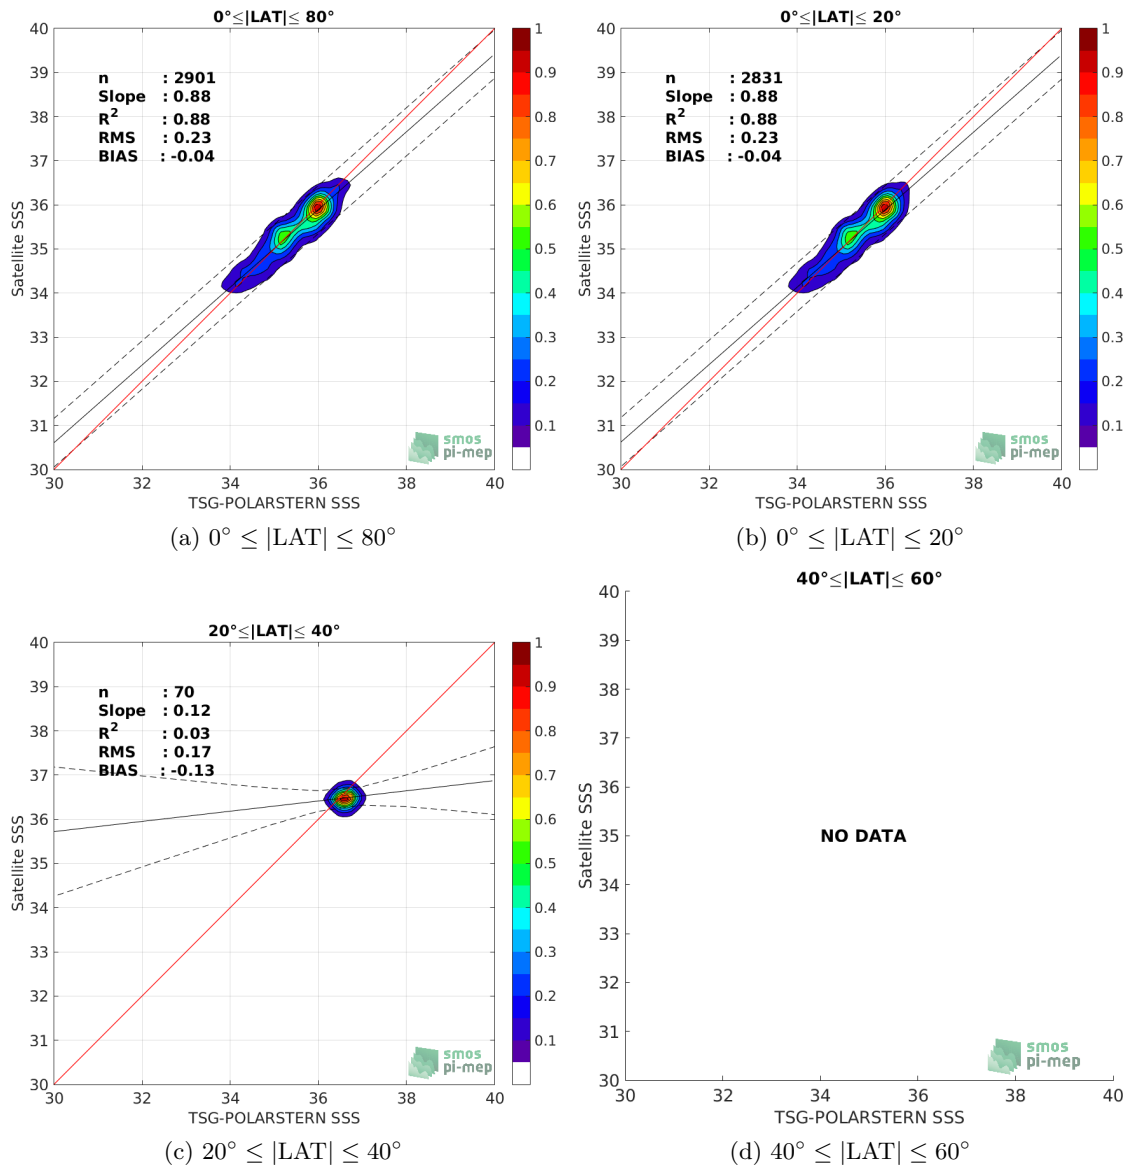 0°≤|LAT|≤ 80°
n : 2901
Slope : 0.88
R2 : 0.88
RMS : 0.23
BIAS : -0.04
40
39
38
37
36
35
34
33
32
31
30
Satellite SSS
30 32 34 36 38 40
TSG-POLARSTERN SSS
smos
pi-mep
1
0.9
0.8
0.7
0.6
0.5
0.4
0.3
0.2
0.1
(a) 0° ≤ |LAT| ≤ 80°
0°≤|LAT|≤ 20°
n : 2831
Slope : 0.88
R2 : 0.88
RMS : 0.23
BIAS : -0.04
40
39
38
37
36
35
34
33
32
31
30
Satellite SSS
30 32 34 36 38 40
TSG-POLARSTERN SSS
smos
pi-mep
1
0.9
0.8
0.7
0.6
0.5
0.4
0.3
0.2
0.1
(b) 0° ≤ |LAT| ≤ 20°
20°≤|LAT|≤ 40°
n : 70
Slope : 0.12
R2 : 0.03
RMS : 0.17
BIAS : -0.13
40
39
38
37
36
35
34
33
32
31
30
Satellite SSS
30 32 34 36 38 40
TSG-POLARSTERN SSS
smos
pi-mep
1
0.9
0.8
0.7
0.6
0.5
0.4
0.3
0.2
0.1
(c) 20° ≤ |LAT| ≤ 40°
40°≤|LAT|≤ 60°
40
39
38
37
36
35
34
33
32
31
30
Satellite SSS
NO DATA
30 32 34 36 38 40
TSG-POLARSTERN SSS
smos
pi-mep
(d) 40° ≤ |LAT| ≤ 60°